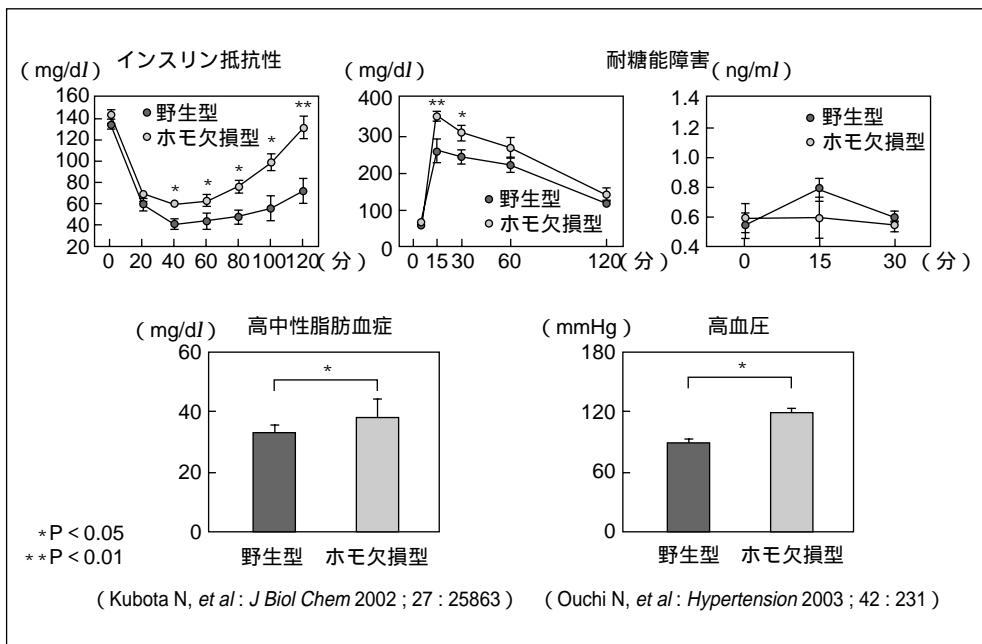 インスリン抵抗性
（mg/dl）
160
140
120
100
80
60
40
20
野生型
ホモ欠損型
* * * * **
0 20 40 60 80 100 120（分）
耐糖能障害
（mg/dl）
400
300
200
100
0
** *
野生型
ホモ欠損型
0 15 30 60 120（分）
（ng/ml）
1.4
1.2
1.0
0.8
0.6
0.4
野生型
ホモ欠損型
0 15 30（分）
高中性脂肪血症
（mg/dl）
60
40
20
0
*
野生型 ホモ欠損型
高血圧
（mmHg）
180
120
60
0
*
野生型 ホモ欠損型
*P＜0.05
**P＜0.01
（Kubota N, et al : J Biol Chem 2002 ; 27 : 25863）
（Ouchi N, et al : Hypertension 2003 ; 42 : 231）